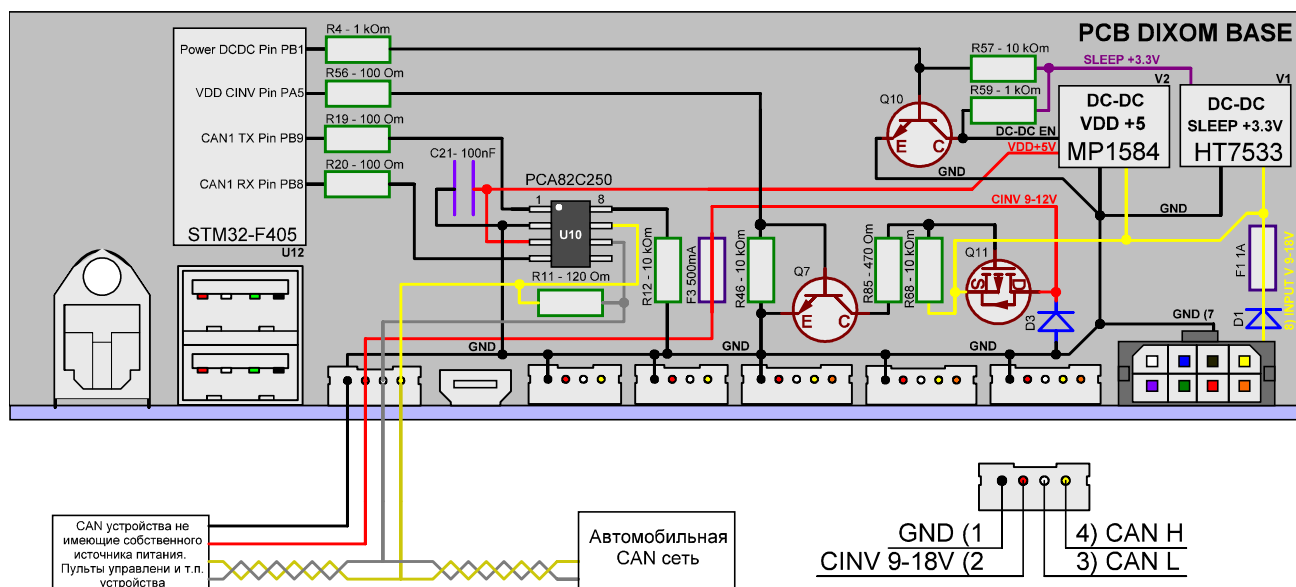 PCB DIXOM BASE
R4 - 1 kOm
Power DCDC Pin PB1
R56 - 100 Om
VDD CINV Pin PA5
R19 - 100 Om
CAN1 TX Pin PB9
R20 - 100 Om
CAN1 RX Pin PB8
STM32-F405
U12
C21- 100nF
PCA82C250
1
8
U10
R11 - 120 Om
R12 - 10 kOm
F3 500mA
R46 - 10 kOm
Q7
E
C
R85 - 470 Om
R68 - 10 kOm
Q11
S
D
D3
CINV 9-12V
R57 - 10 kOm
SLEEP +3.3V
R59 - 1 kOm
Q10
E
C
DC-DC EN
VDD+5V
GND
V2
DC-DC
VDD +5
MP1584
V1
DC-DC
SLEEP +3.3V
HT7533
GND
F1 1A
D1
8) INPUT V 9-18V
GND (7
GND
GND
GND
CAN устройства не
имеющие собственного
источника питания.
Пульты управлени и т.п.
устройства
Автомобильная
CAN сеть
GND (1
4) CAN H
CINV 9-18V (2
3) CAN L